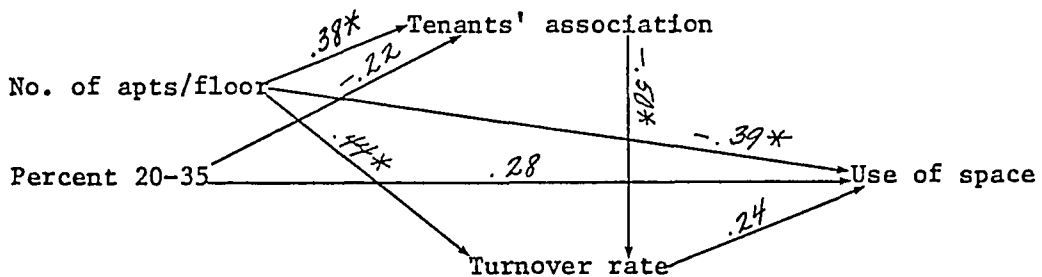 Tenants' association
.38*
-.22
No. of apts/floor
-.50*
-.39*
.44*
Percent 20-35
.28
Use of space
.24
Turnover rate